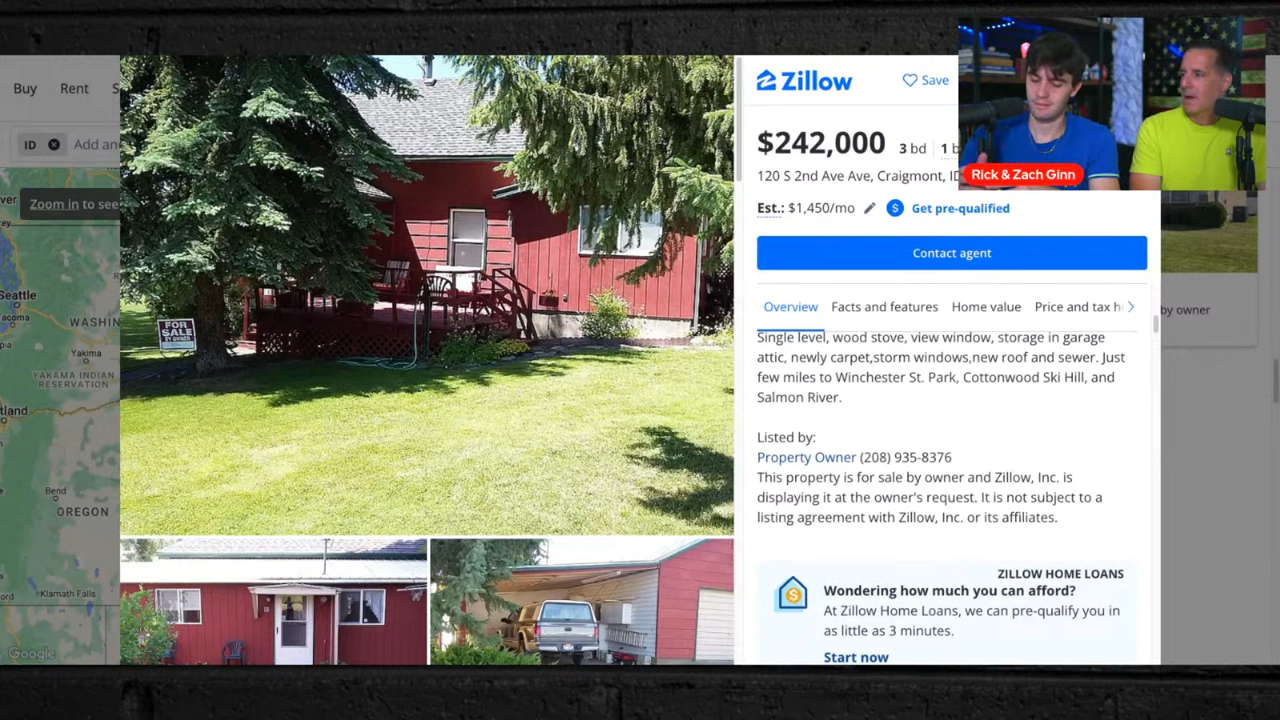 Buy Rent S
ID Add an
Zoom in to see
Seattle
Tacoma
WASHIN
Yakima
YAKAMA INDIAN
RESERVATION
tland
Bend
OREGON
Klamath Falls
Google
FOR
SALE
BY OWNER
Zillow
Save
$242,000 3 bd 1 b
120 S 2nd Ave Ave, Craigmont, ID
Est.: $1,450/mo $ Get pre-qualified
Contact agent
Overview Facts and features Home value Price and tax h
Single level, wood stove, view window, storage in garage
attic, newly carpet,storm windows,new roof and sewer. Just
few miles to Winchester St. Park, Cottonwood Ski Hill, and
Salmon River.
Listed by:
Property Owner (208) 935-8376
This property is for sale by owner and Zillow, Inc. is
displaying it at the owner's request. It is not subject to a
listing agreement with Zillow, Inc. or its affiliates.
ZILLOW HOME LOANS
Wondering how much you can afford?
At Zillow Home Loans, we can pre-qualify you in
as little as 3 minutes.
Start now
Rick & Zach Ginn
by owner